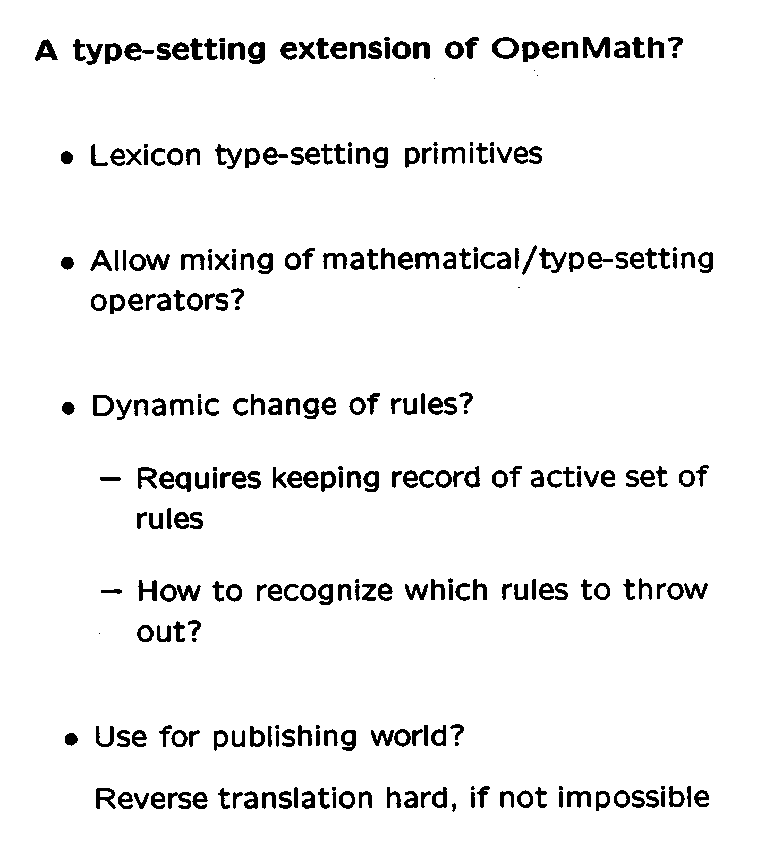 A type-setting extension of OpenMath?
• Lexicon type-setting primitives
• Allow mixing of mathematical/type-setting
operators?
• Dynamic change of rules?
– Requires keeping record of active set of
rules
– How to recognize which rules to throw
out?
• Use for publishing world?
Reverse translation hard, if not impossible